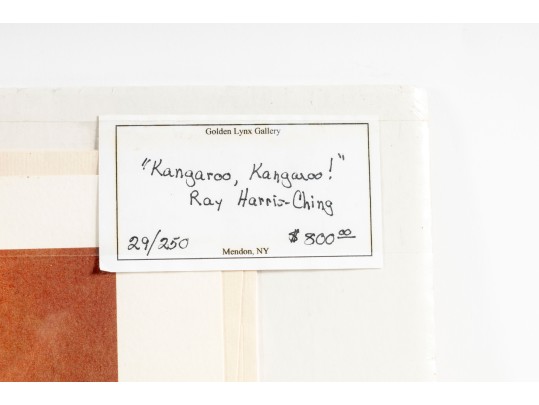 Golden Lynx Gallery
"Kangaroo, Kangaroo!"
Ray Harris-Ching
29/250
$ 800.00
Mendon, NY